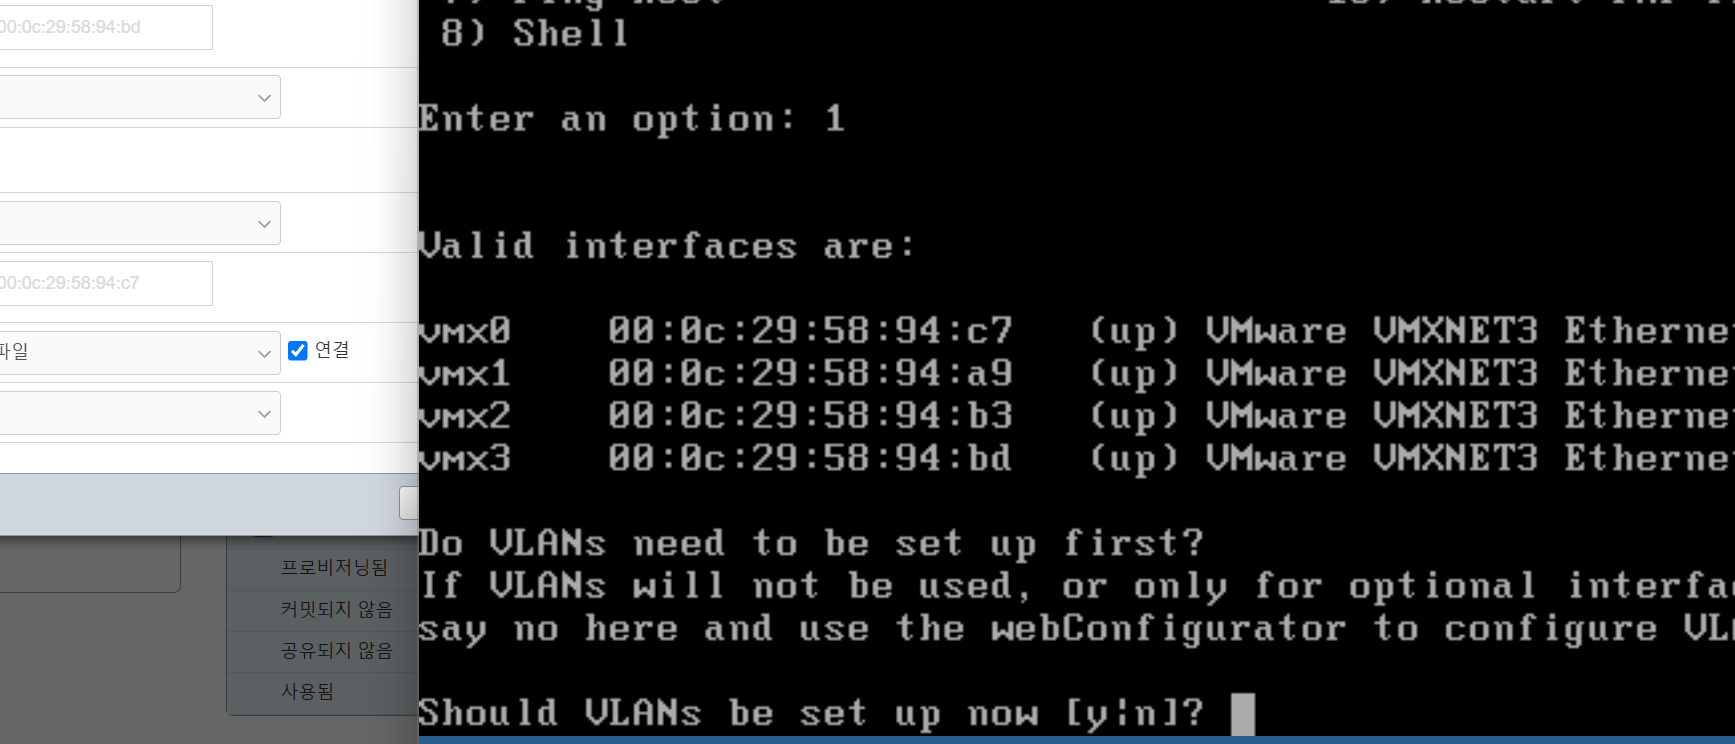 00:0c:29:58:94:bd
00:0c:29:58:94:c7
파일
연결
프로비저닝됨
커밋되지 않음
공유되지 않음
사용됨
8) Shell
Enter an option: 1
Valid interfaces are:
vmx0 00:0c:29:58:94:c7 (up) VMware VMXNET3 Etherne
vmx1 00:0c:29:58:94:a9 (up) VMware VMXNET3 Etherne
vmx2 00:0c:29:58:94:b3 (up) VMware VMXNET3 Etherne
vmx3 00:0c:29:58:94:bd (up) VMware VMXNET3 Etherne
Do VLANs need to be set up first?
If VLANs will not be used, or only for optional interfac
say no here and use the webConfigurator to configure VL
Should VLANs be set up now [y|n]?